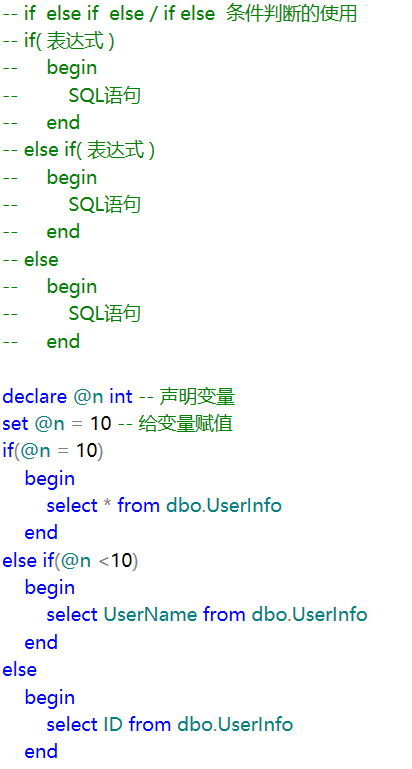 -- if  else if  else / if else  条件判断的使用
-- if( 表达式 )
--     begin
--         SQL语句
--     end
-- else if( 表达式 )
--     begin
--         SQL语句
--     end
-- else
--     begin
--         SQL语句
--     end

declare @n int -- 声明变量
set @n = 10 -- 给变量赋值
if(@n = 10)
    begin
        select * from dbo.UserInfo
    end
else if(@n <10)
    begin
        select UserName from dbo.UserInfo
    end
else
    begin
        select ID from dbo.UserInfo
    end